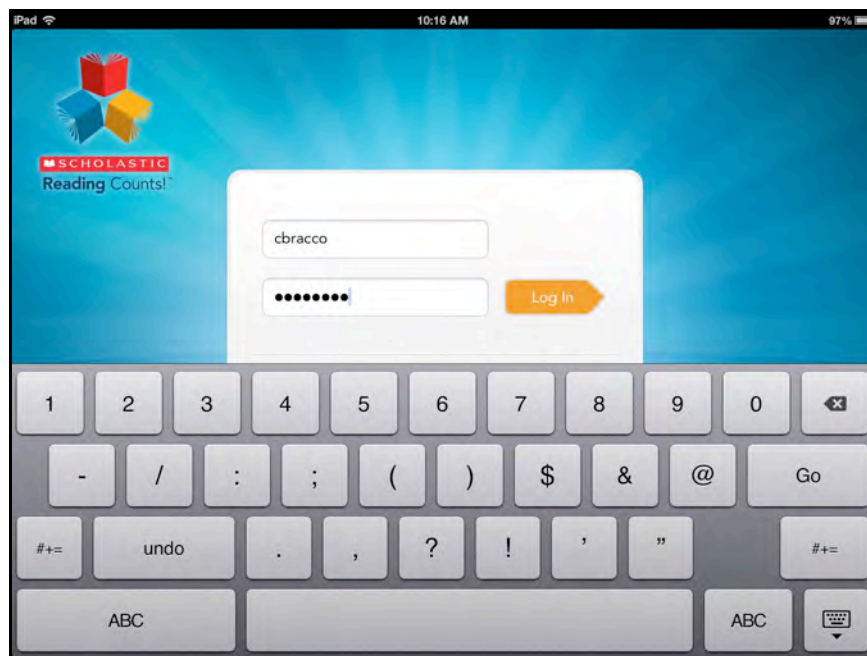 iPad 10:16 AM 97%
SCHOLASTIC
Reading Counts!™
cbracco
••••••••
Log In
1 2 3 4 5 6 7 8 9 0
- / : ; ( ) $ & @ Go
#+= undo . , ? ! ' " #+=
ABC ABC